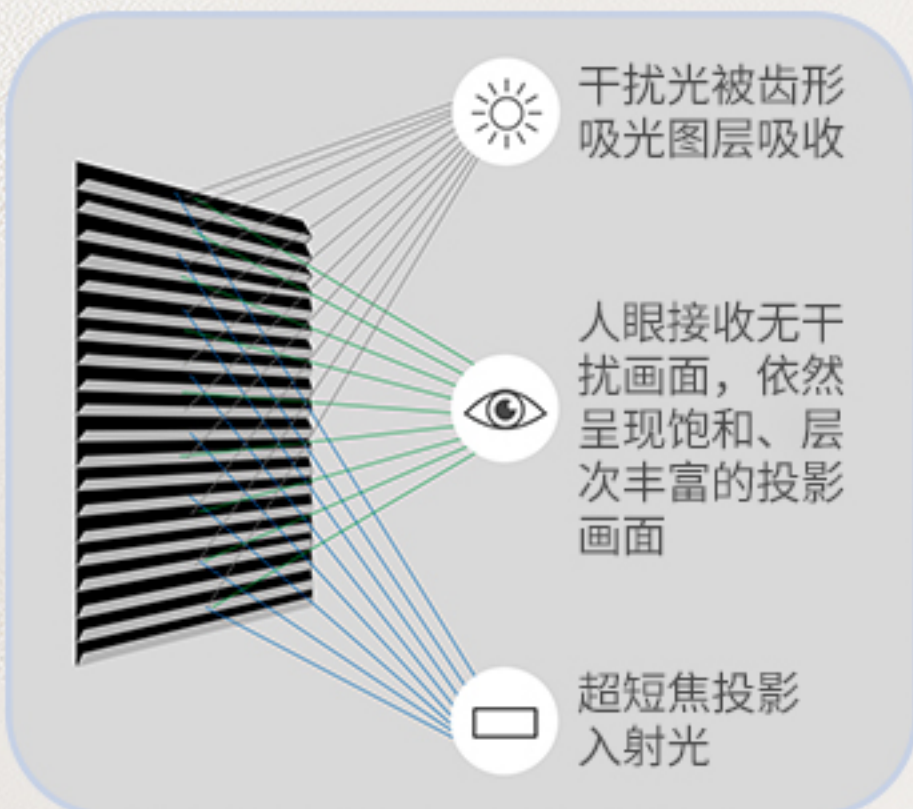 干扰光被齿形
吸光图层吸收
人眼接收无干
扰画面，依然
呈现饱和、层
次丰富的投影
画面
超短焦投影
入射光